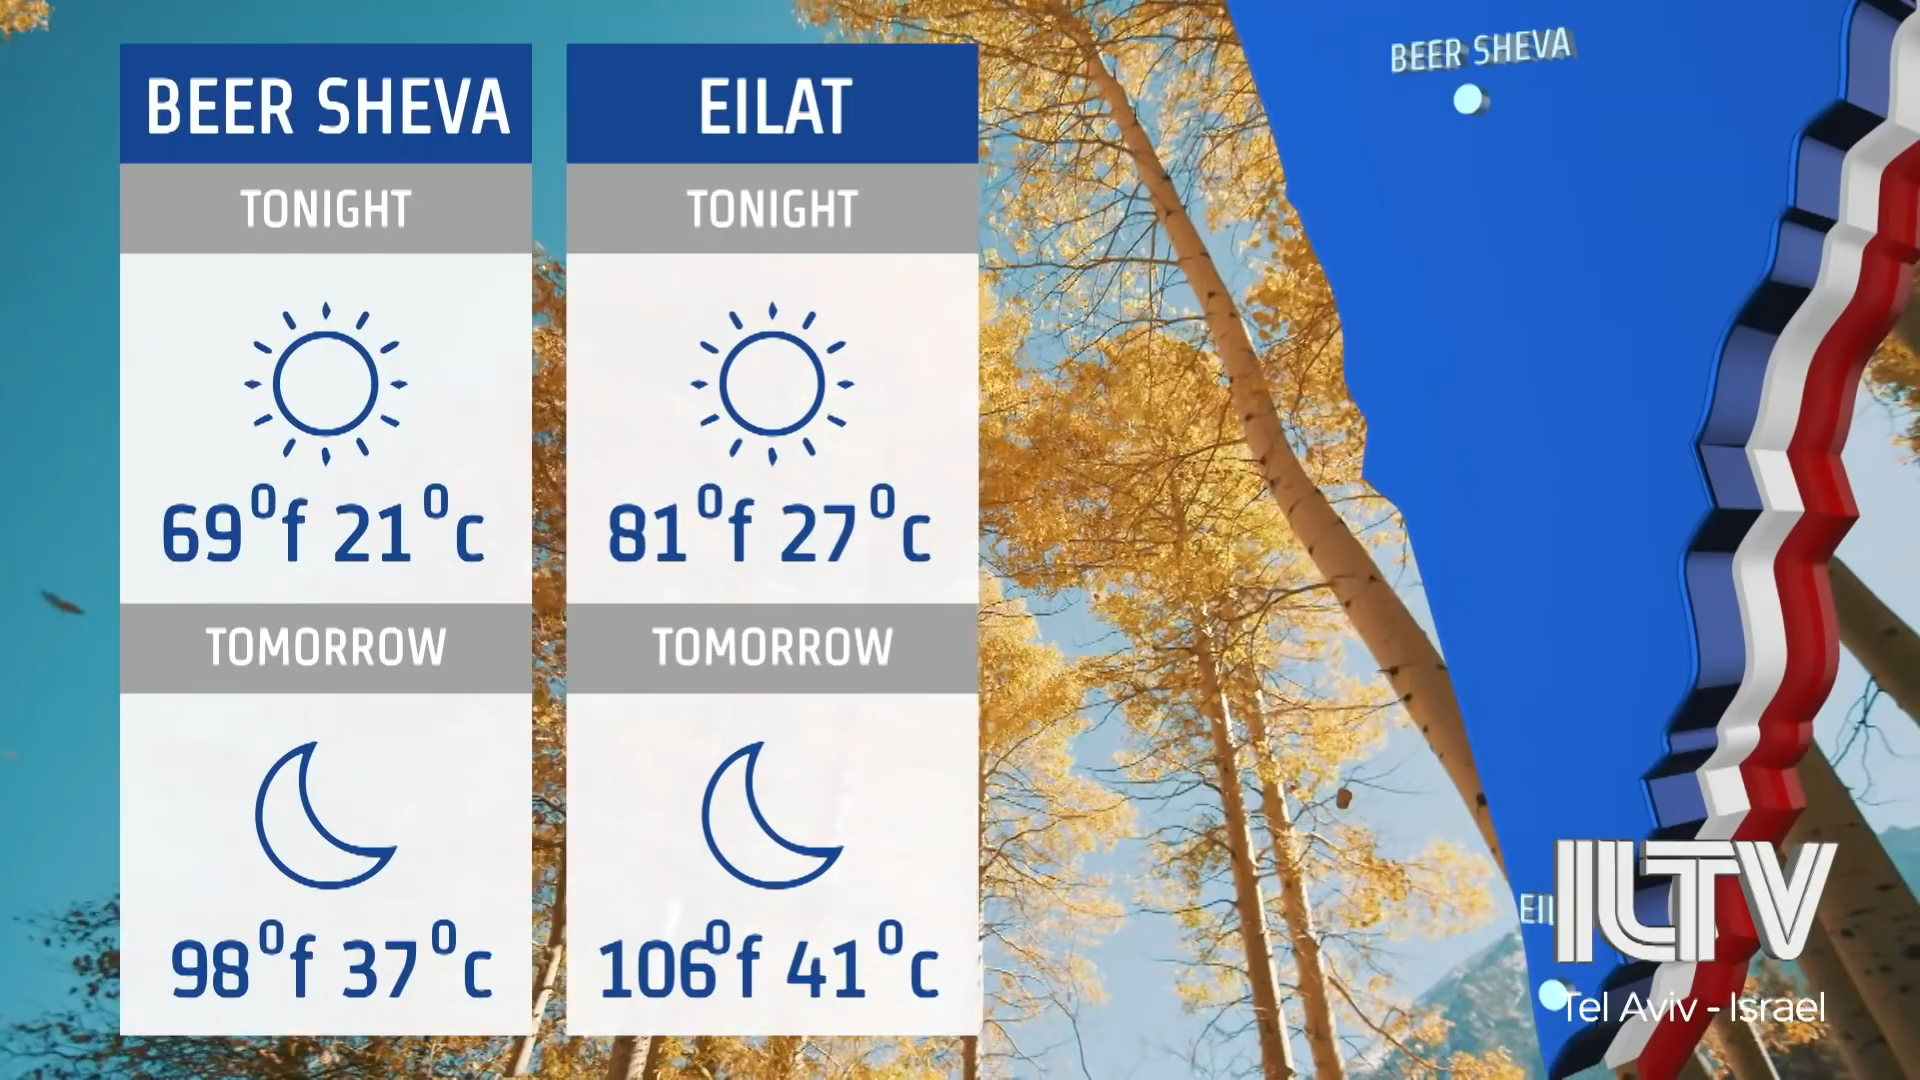 BEER SHEVA
TONIGHT
69°f 21°c
TOMORROW
98°f 37°c
EILAT
TONIGHT
81°f 27°c
TOMORROW
106°f 41°c
BEER SHEVA
ILTV
Tel Aviv - Israel